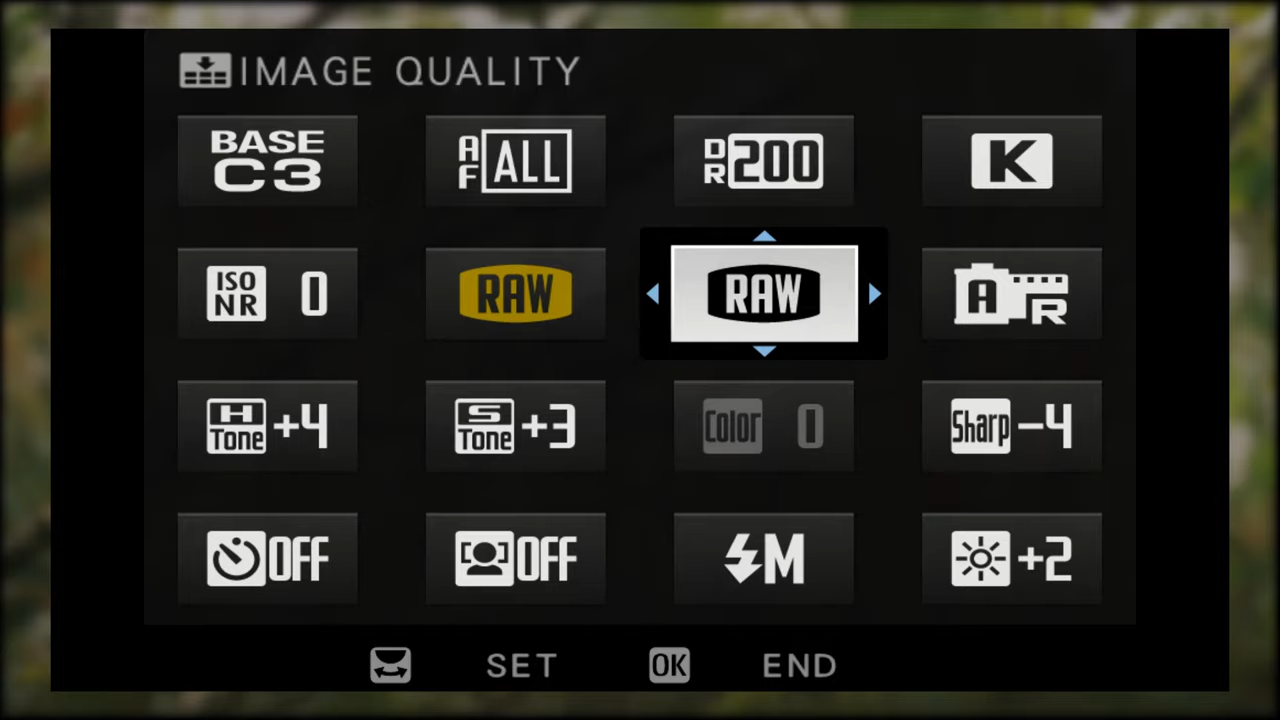 IMAGE QUALITY
BASE C3
AF ALL
DR 200
K
ISO NR 0
RAW
RAW
A R
H Tone +4
S Tone +3
Color 0
Sharp -4
OFF
OFF
M
+2
SET
OK END